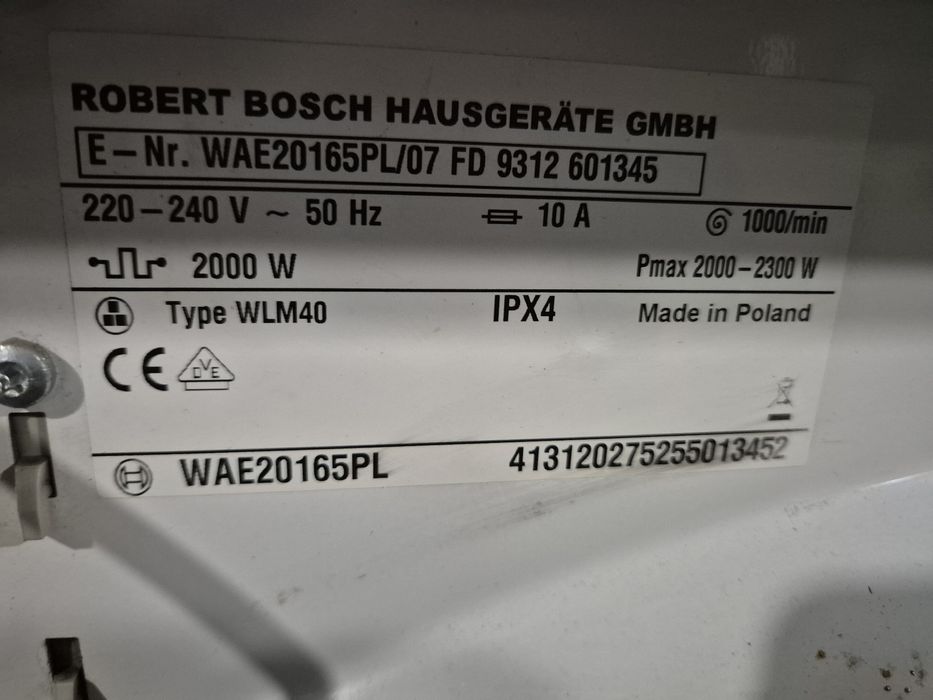 ROBERT BOSCH HAUSGERÄTE GMBH
E-Nr. WAE20165PL/07 FD 9312 601345
220-240 V ~ 50 Hz 10 A 1000/min
2000 W Pmax 2000-2300 W
Type WLM40 IPX4 Made in Poland
CE DVE
WAE20165PL 413120275255013452